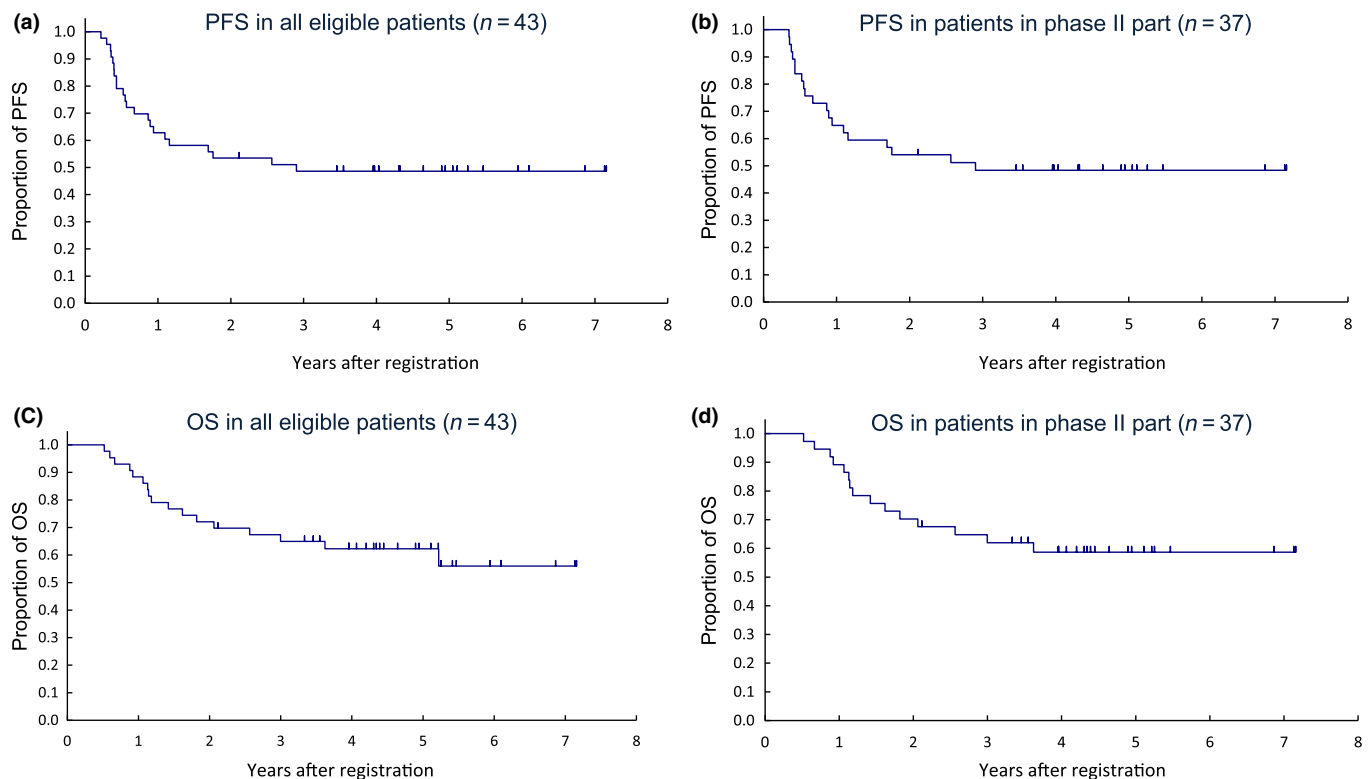 (a) PFS in all eligible patients (n = 43)
Proportion of PFS
1.0
0.9
0.8
0.7
0.6
0.5
0.4
0.3
0.2
0.1
0.0
0 1 2 3 4 5 6 7 8
Years after registration
(b) PFS in patients in phase II part (n = 37)
Proportion of PFS
1.0
0.9
0.8
0.7
0.6
0.5
0.4
0.3
0.2
0.1
0.0
0 1 2 3 4 5 6 7 8
Years after registration
(C) OS in all eligible patients (n = 43)
Proportion of OS
1.0
0.9
0.8
0.7
0.6
0.5
0.4
0.3
0.2
0.1
0.0
0 1 2 3 4 5 6 7 8
Years after registration
(d) OS in patients in phase II part (n = 37)
Proportion of OS
1.0
0.9
0.8
0.7
0.6
0.5
0.4
0.3
0.2
0.1
0.0
0 1 2 3 4 5 6 7 8
Years after registration